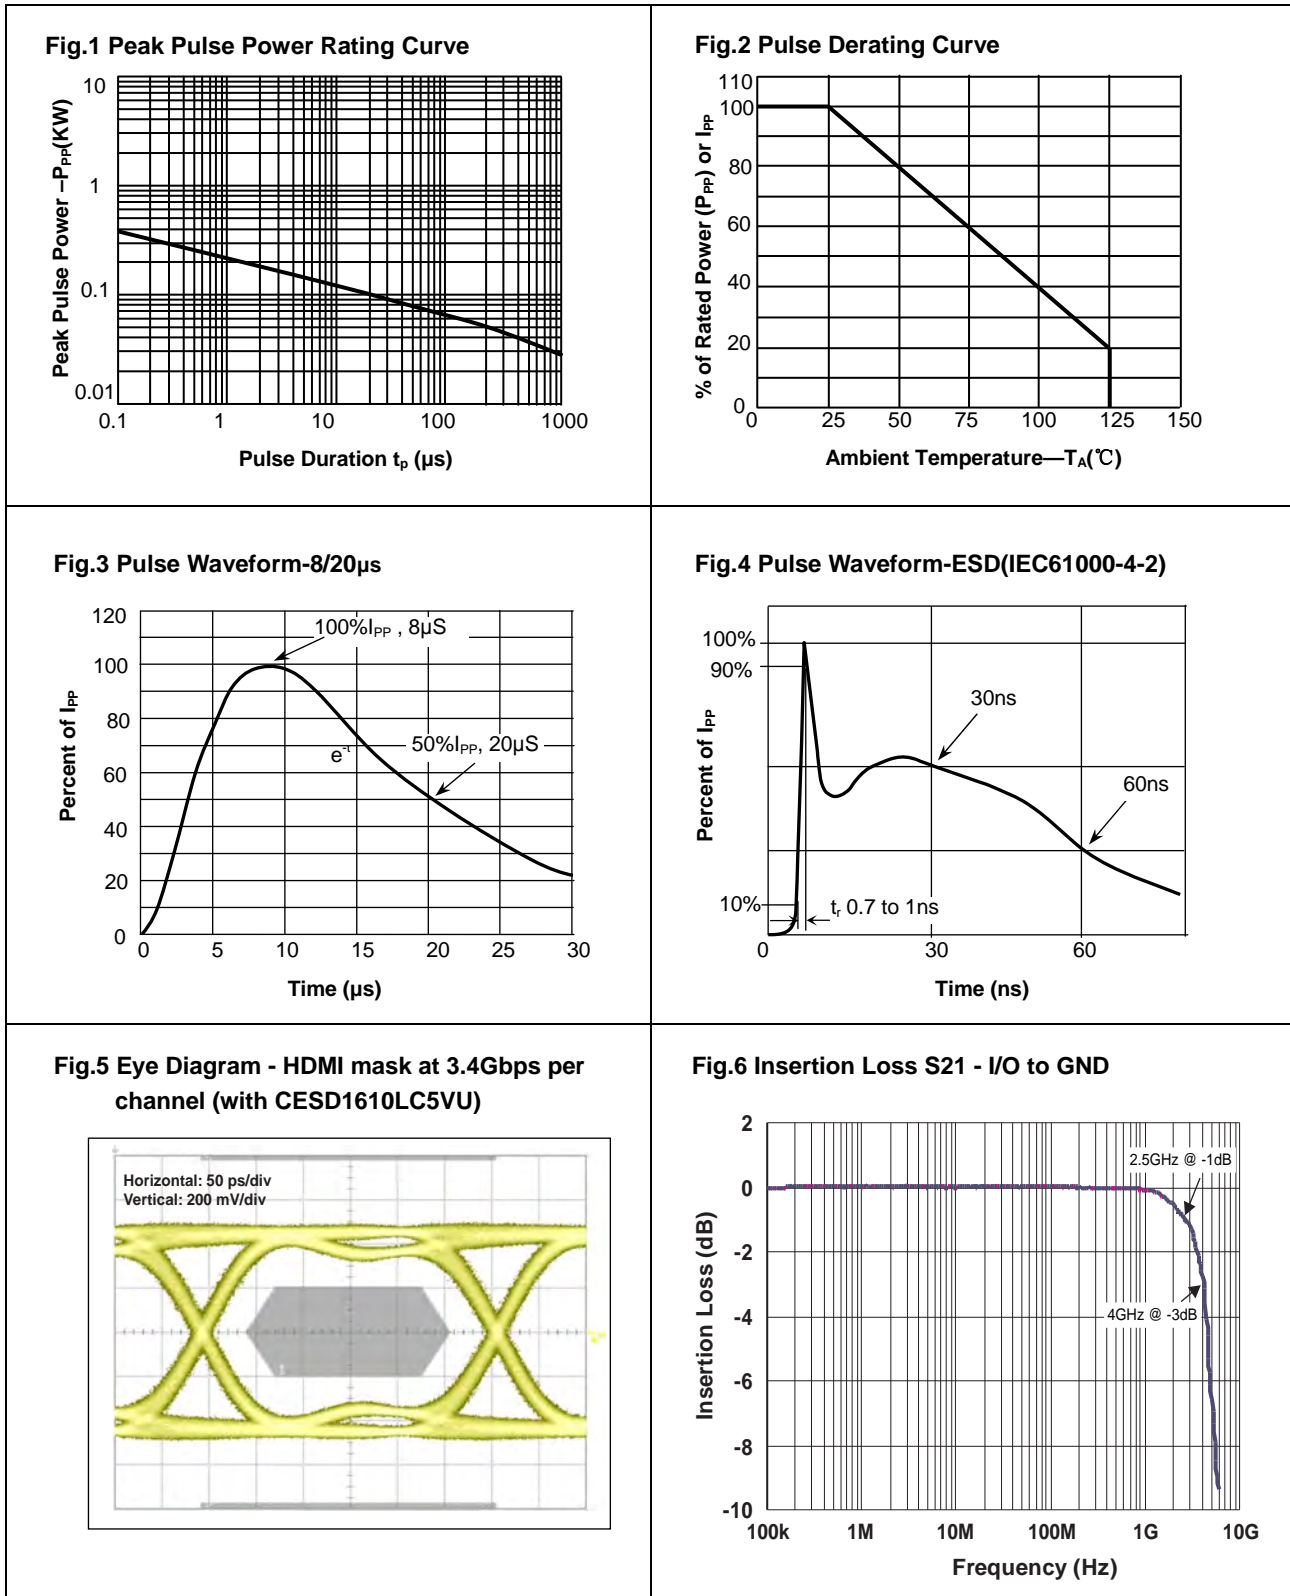 Fig.1 Peak Pulse Power Rating Curve
Peak Pulse Power –PPP(KW)
10
1
0.1
0.01
0.1 1 10 100 1000
Pulse Duration tp (µs)
Fig.2 Pulse Derating Curve
% of Rated Power (PPP) or IPP
110
100
80
60
40
20
0
0 25 50 75 100 125 150
Ambient Temperature—TA(℃)
Fig.3 Pulse Waveform-8/20µs
Percent of IPP
120
100
80
60
40
20
0
100%IPP , 8µS
e-t
50%IPP, 20µS
0 5 10 15 20 25 30
Time (µs)
Fig.4 Pulse Waveform-ESD(IEC61000-4-2)
Percent of IPP
100%
90%
10%
30ns
60ns
tr 0.7 to 1ns
0 30 60
Time (ns)
Fig.5 Eye Diagram - HDMI mask at 3.4Gbps per
channel (with CESD1610LC5VU)
Horizontal: 50 ps/div
Vertical: 200 mV/div
Fig.6 Insertion Loss S21 - I/O to GND
Insertion Loss (dB)
2
0
-2
-4
-6
-8
-10
2.5GHz @ -1dB
4GHz @ -3dB
100k 1M 10M 100M 1G 10G
Frequency (Hz)